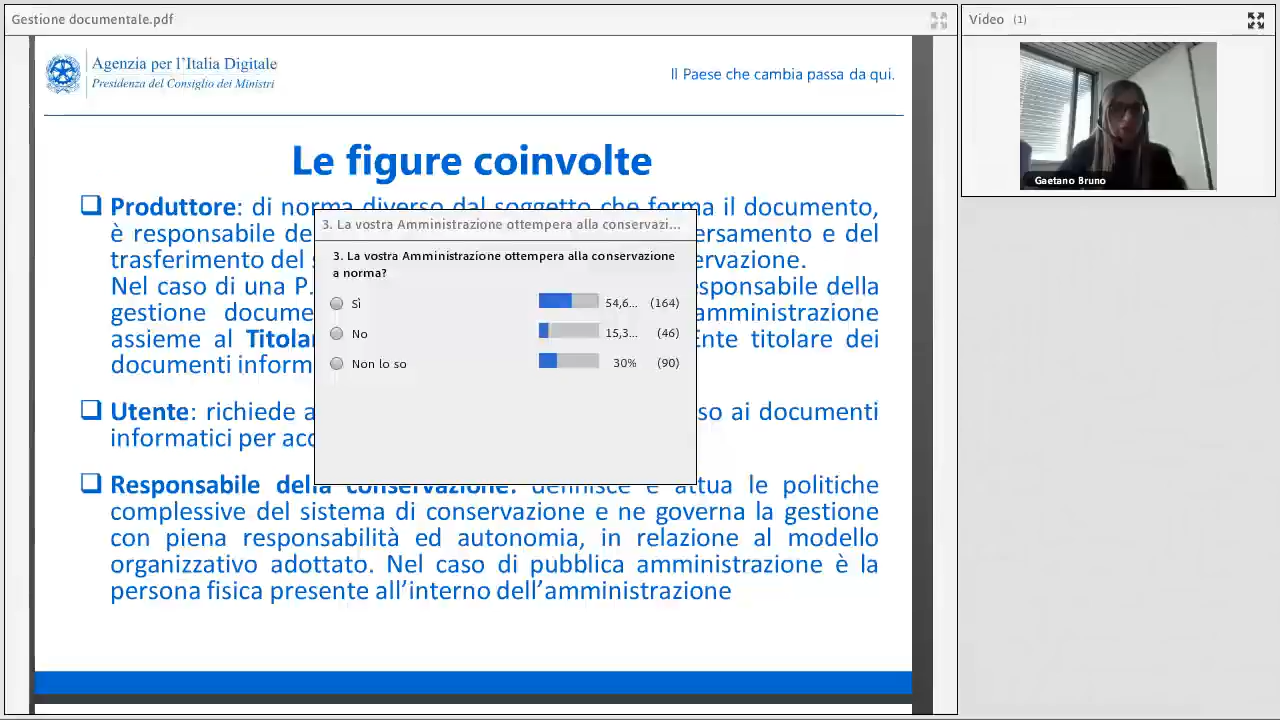 Gestione documentale.pdf
Video (1)
Agenzia per l'Italia Digitale
Presidenza del Consiglio dei Ministri
Il Paese che cambia passa da qui.
Gaetano Bruno
Le figure coinvolte
Produttore: di norma diverso dal soggetto che forma il documento,
è responsabile de ersamento e del
trasferimento del s ervazione.
Nel caso di una P. esponsabile della
gestione docume amministrazione
assieme al Titola Ente titolare dei
documenti inform
Utente: richiede a so ai documenti
informatici per acc
Responsabile della conservazione: definisce e attua le politiche
complessive del sistema di conservazione e ne governa la gestione
con piena responsabilità ed autonomia, in relazione al modello
organizzativo adottato. Nel caso di pubblica amministrazione è la
persona fisica presente all'interno dell'amministrazione
3. La vostra Amministrazione ottempera alla conservazi...
3. La vostra Amministrazione ottempera alla conservazione
a norma?
Sì 54,6... (164)
No 15,3... (46)
Non lo so 30% (90)